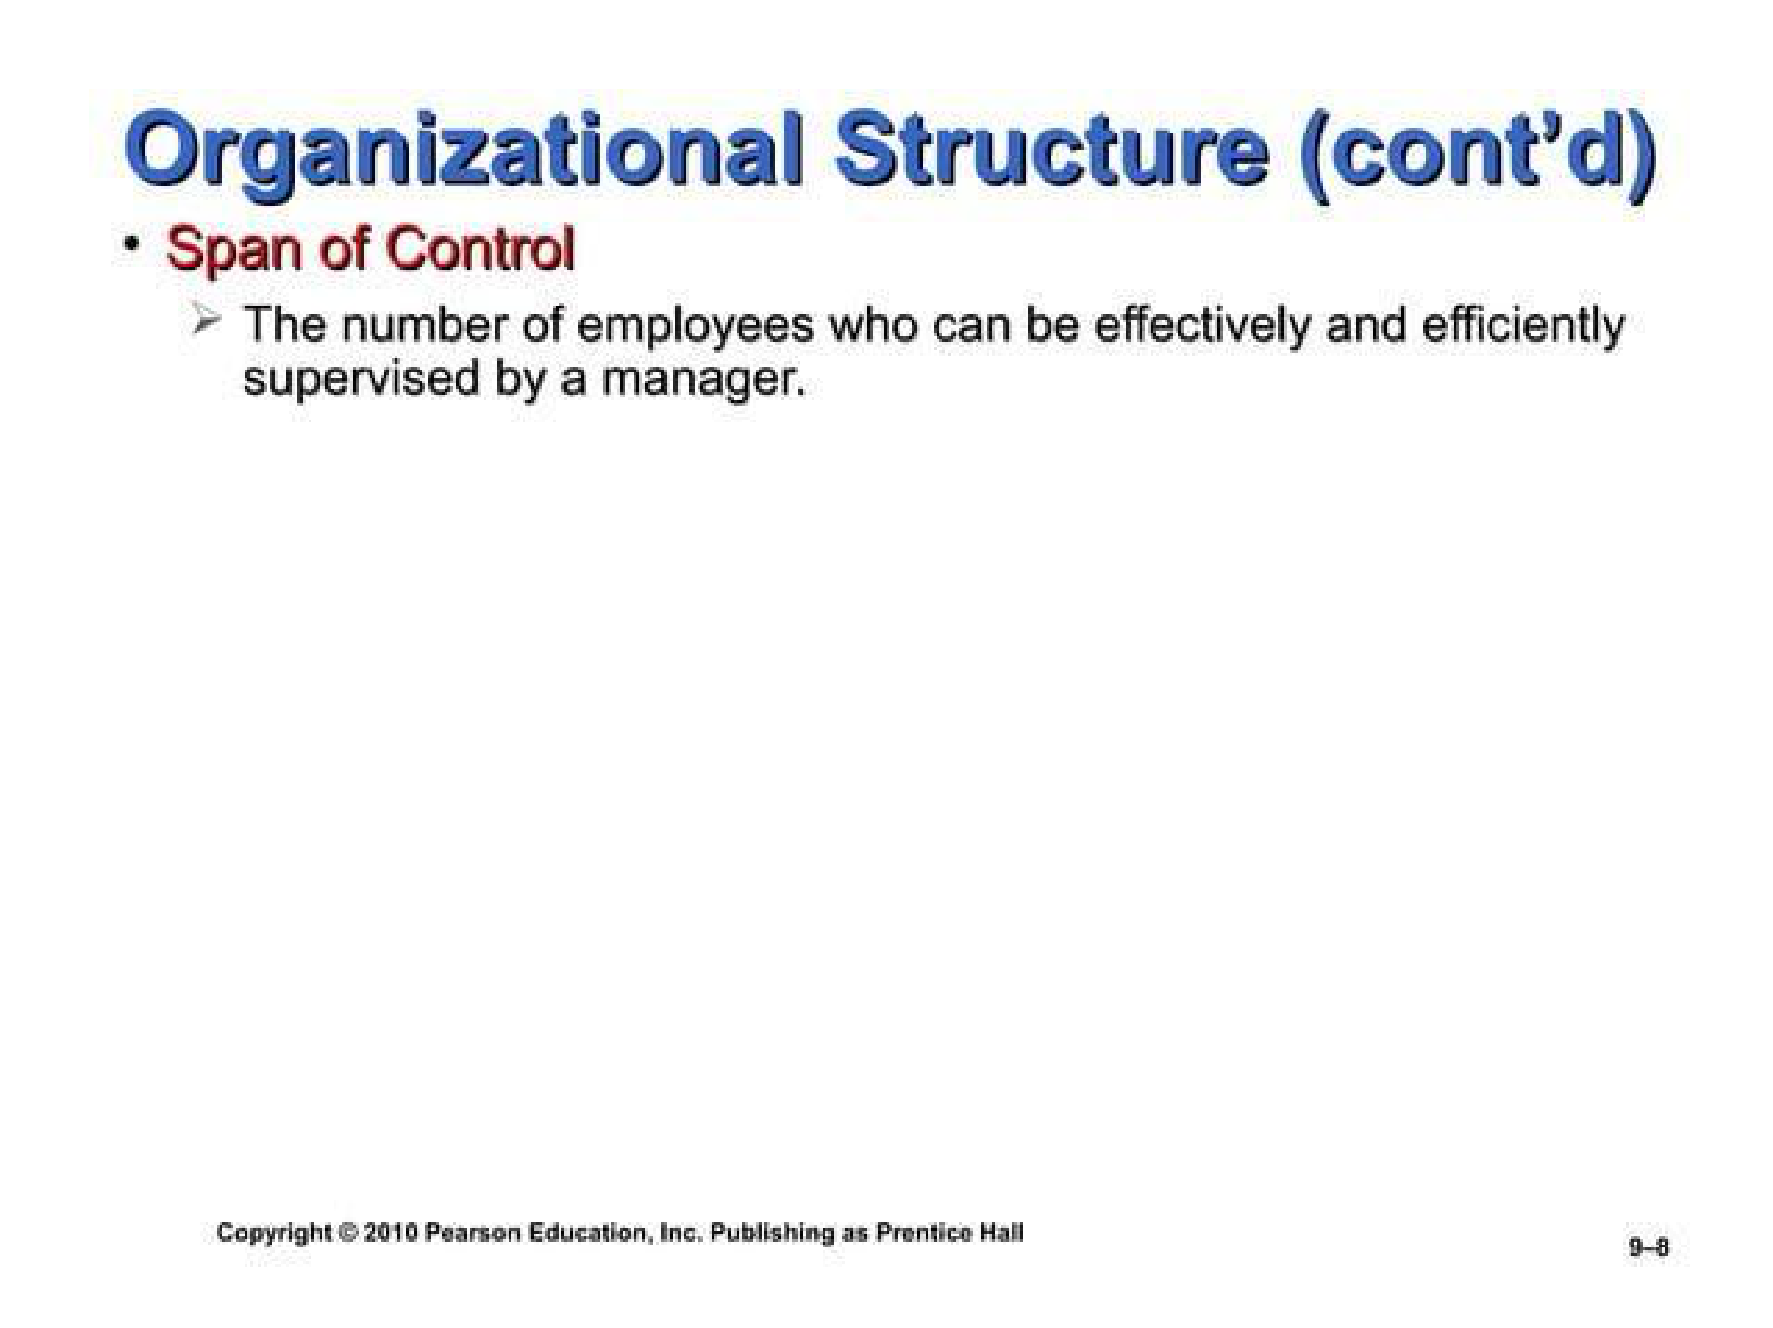 Organizational Structure (cont’d)
• Span of Control
➢ The number of employees who can be effectively and efficiently
supervised by a manager.
Copyright © 2010 Pearson Education, Inc. Publishing as Prentice Hall
9–8